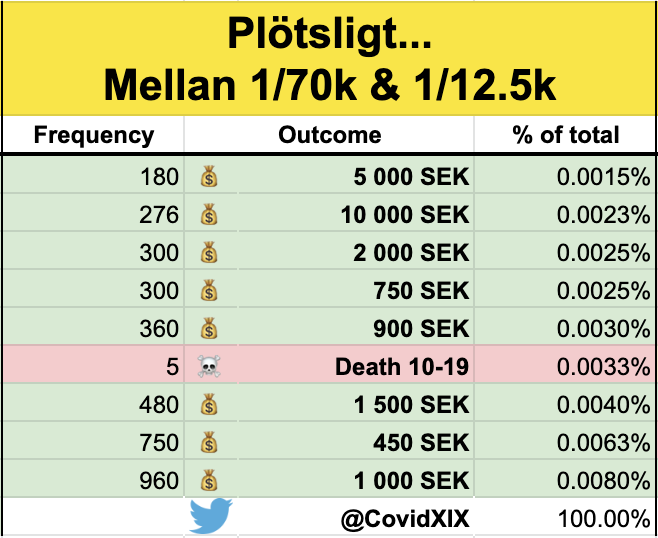 Plötsligt...
Mellan 1/70k & 1/12.5k
Frequency Outcome % of total
180 5 000 SEK 0.0015%
276 10 000 SEK 0.0023%
300 2 000 SEK 0.0025%
300 750 SEK 0.0025%
360 900 SEK 0.0030%
5 Death 10-19 0.0033%
480 1 500 SEK 0.0040%
750 450 SEK 0.0063%
960 1 000 SEK 0.0080%
@CovidXIX 100.00%